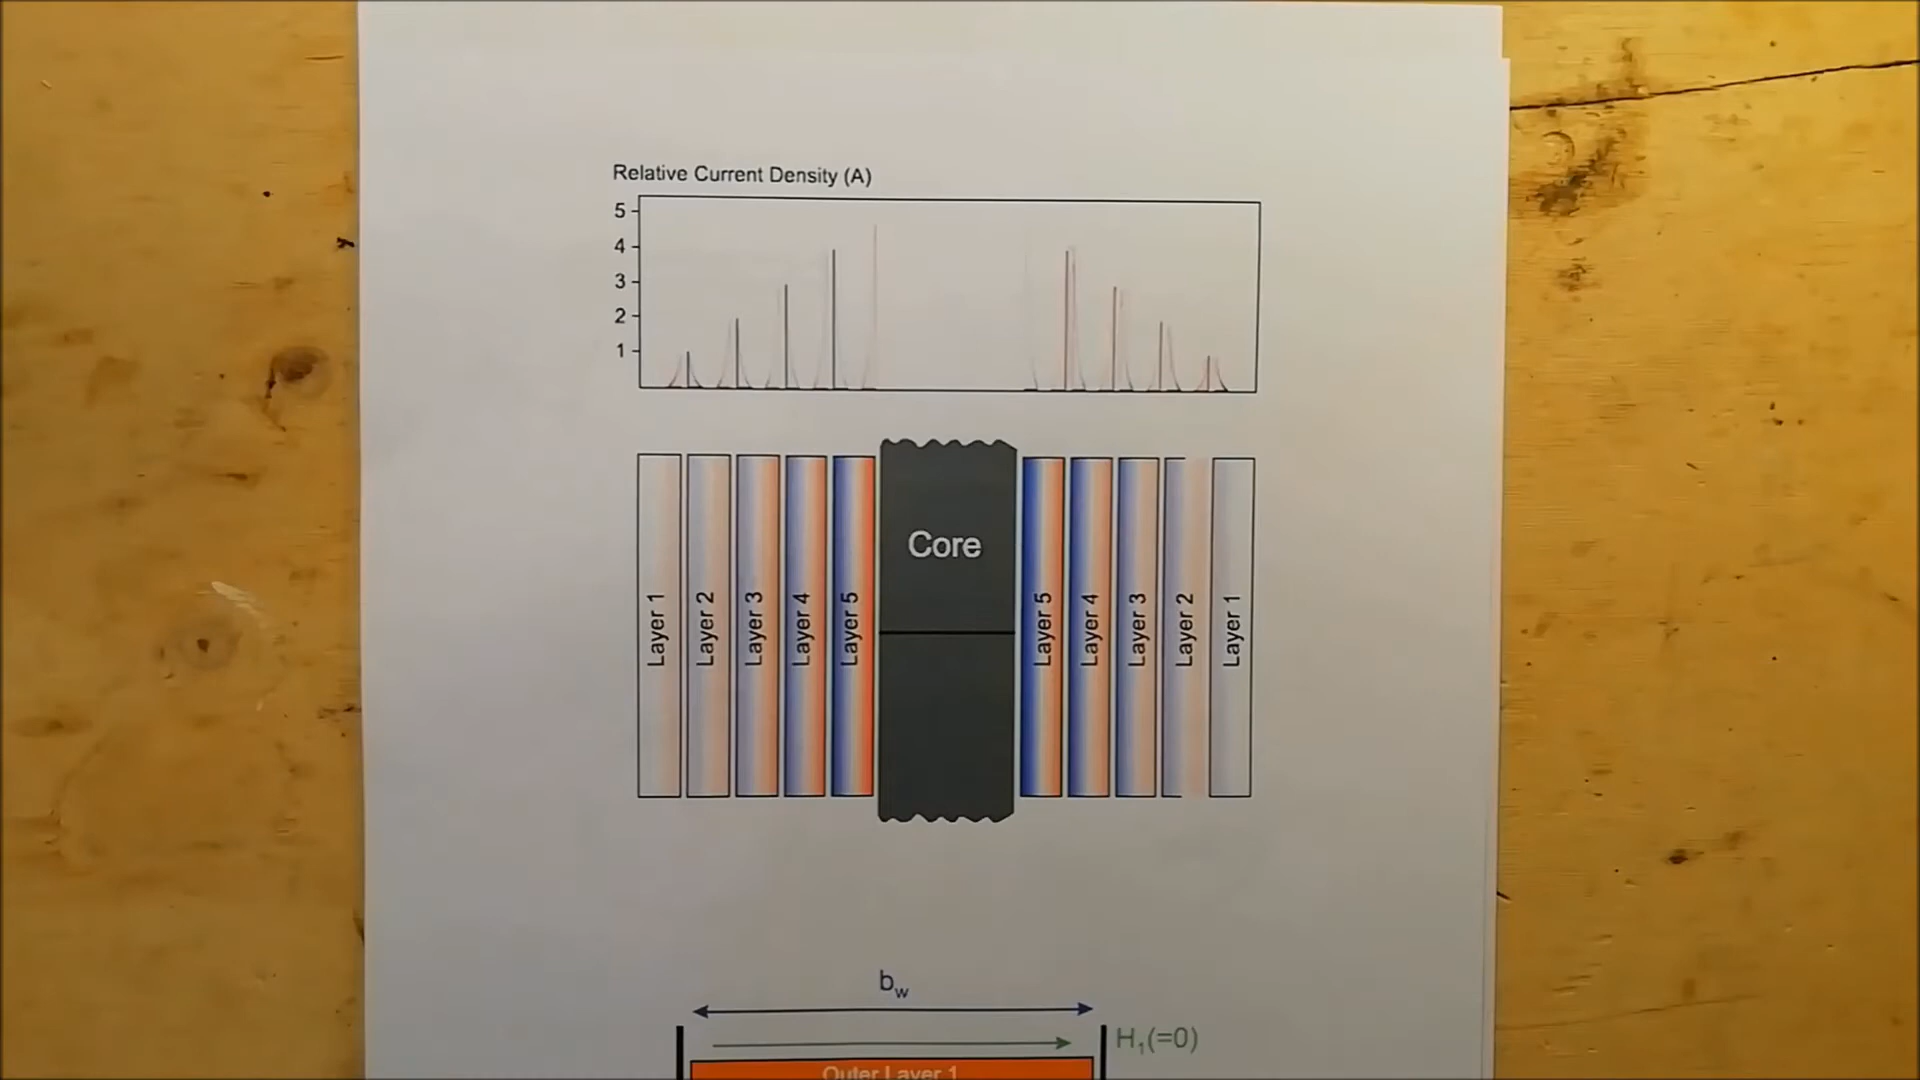 Relative Current Density (A)
5
4
3
2
1
Core
Layer 1
Layer 2
Layer 3
Layer 4
Layer 5
Layer 5
Layer 4
Layer 3
Layer 2
Layer 1
bw
H1(=0)
Outer Layer 1